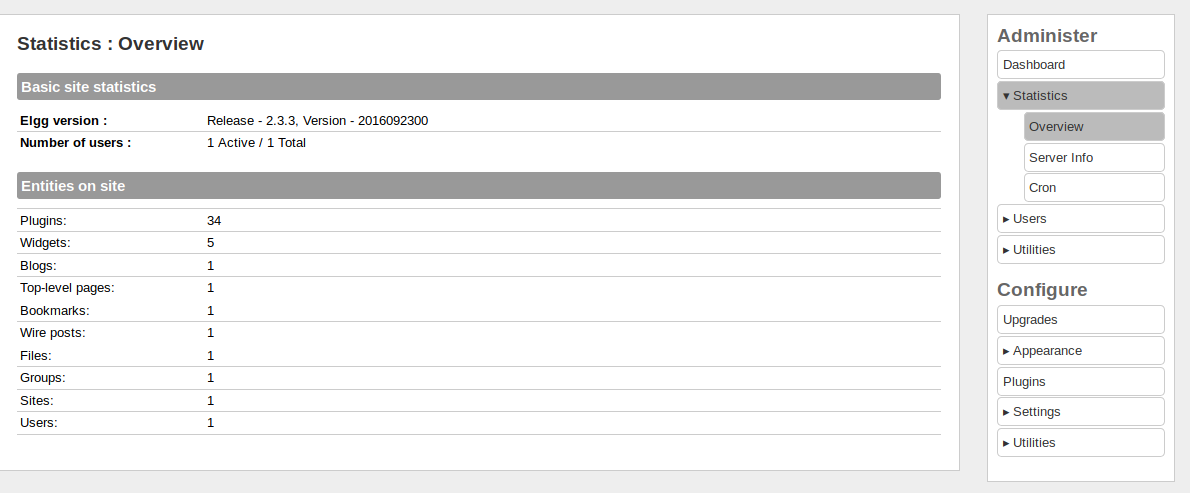 Statistics : Overview
Basic site statistics
Elgg version : Release - 2.3.3, Version - 2016092300
Number of users : 1 Active / 1 Total
Entities on site
Plugins: 34
Widgets: 5
Blogs: 1
Top-level pages: 1
Bookmarks: 1
Wire posts: 1
Files: 1
Groups: 1
Sites: 1
Users: 1
Administer
Dashboard
▾ Statistics
Overview
Server Info
Cron
▸ Users
▸ Utilities
Configure
Upgrades
▸ Appearance
Plugins
▸ Settings
▸ Utilities